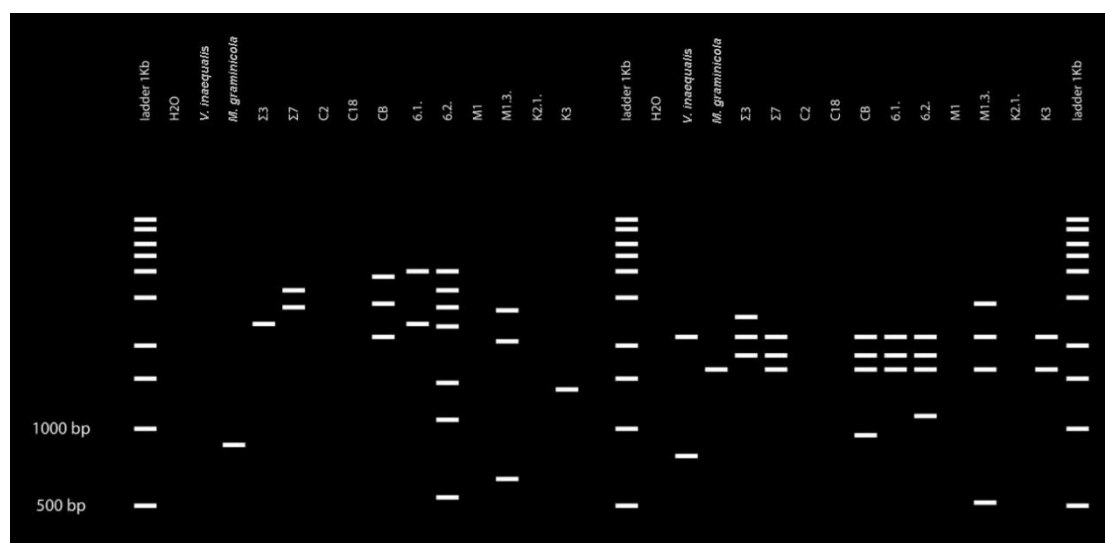 ladder 1Kb
H2O
V. inaequalis
M. graminicola
Σ3
Σ7
C2
C18
CB
6.1.
6.2.
M1
M1.3.
K2.1.
K3
ladder 1Kb
H2O
V. inaequalis
M. graminicola
Σ3
Σ7
C2
C18
CB
6.1.
6.2.
M1
M1.3.
K2.1.
K3
ladder 1Kb
1000 bp
500 bp